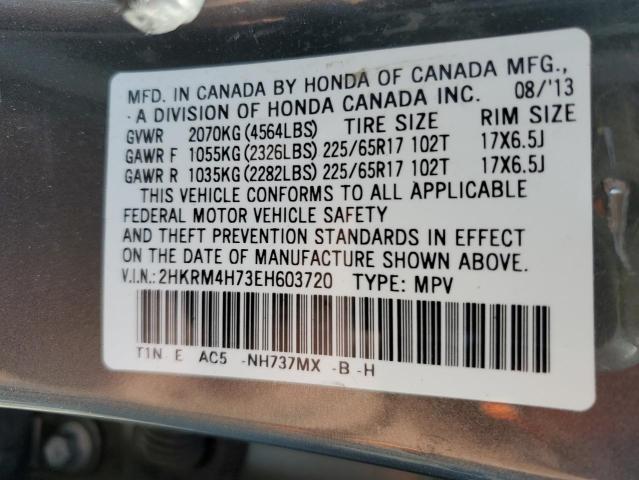 MFD. IN CANADA BY HONDA OF CANADA MFG.,
- A DIVISION OF HONDA CANADA INC. 08/'13
GVWR 2070KG(4564LBS) TIRE SIZE RIM SIZE
GAWR F 1055KG(2326LBS) 225/65R17 102T 17X6.5J
GAWR R 1035KG(2282LBS) 225/65R17 102T 17X6.5J
THIS VEHICLE CONFORMS TO ALL APPLICABLE
FEDERAL MOTOR VEHICLE SAFETY
AND THEFT PREVENTION STANDARDS IN EFFECT
ON THE DATE OF MANUFACTURE SHOWN ABOVE.
V.I.N.: 2HKRM4H73EH603720 TYPE: MPV
T1N E AC5 -NH737MX -B -H